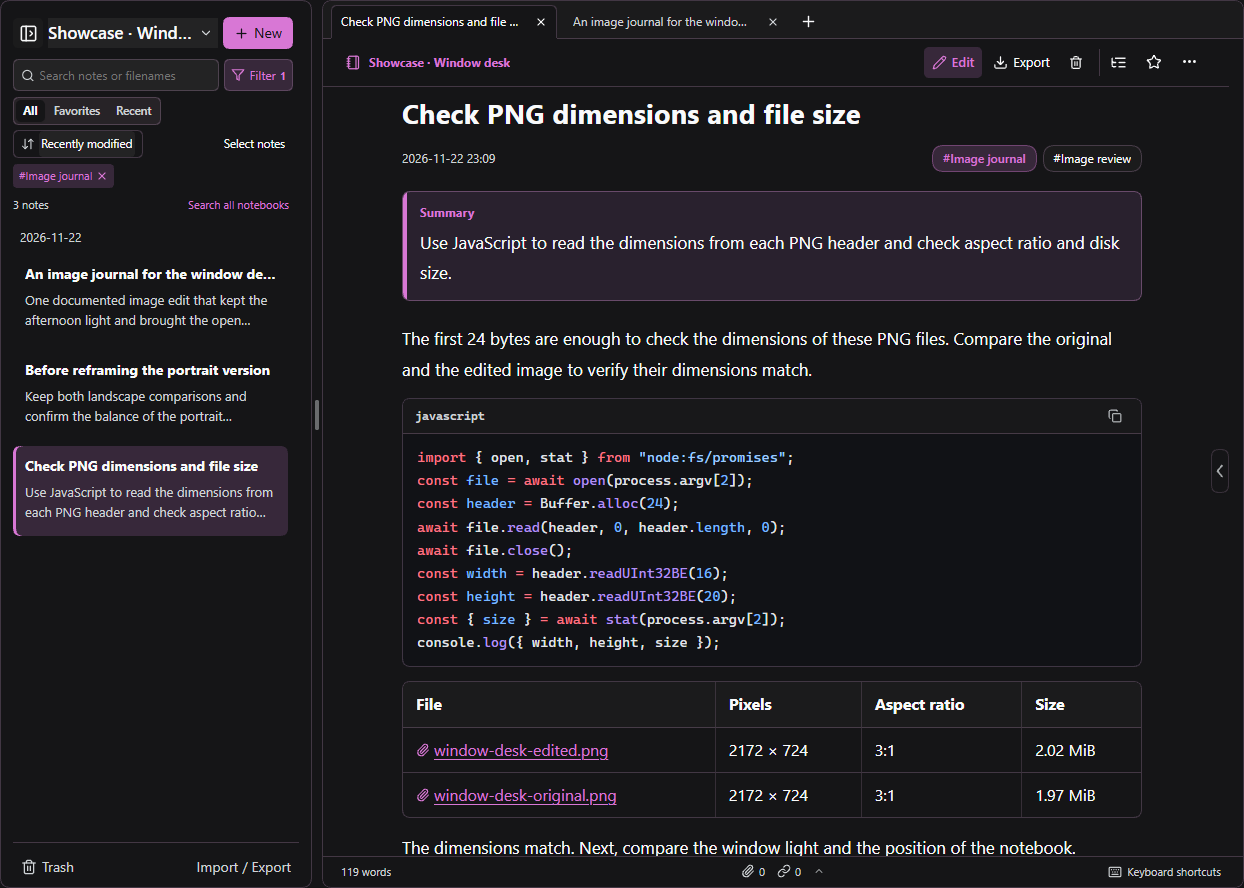 Showcase · Wind...
+ New
Search notes or filenames
Filter 1
All Favorites Recent
Recently modified
Select notes
#Image journal
3 notes
Search all notebooks
2026-11-22
An image journal for the window de...
One documented image edit that kept the
afternoon light and brought the open...
Before reframing the portrait version
Keep both landscape comparisons and
confirm the balance of the portrait...
Check PNG dimensions and file size
Use JavaScript to read the dimensions from
each PNG header and check aspect ratio...
Trash
Import / Export
Check PNG dimensions and file ...
An image journal for the windo...
Showcase · Window desk
Edit
Export
Check PNG dimensions and file size
2026-11-22 23:09
#Image journal
#Image review
Summary
Use JavaScript to read the dimensions from each PNG header and check aspect ratio and disk
size.
The first 24 bytes are enough to check the dimensions of these PNG files. Compare the original
and the edited image to verify their dimensions match.
javascript
import { open, stat } from "node:fs/promises";
const file = await open(process.argv[2]);
const header = Buffer.alloc(24);
await file.read(header, 0, header.length, 0);
await file.close();
const width = header.readUInt32BE(16);
const height = header.readUInt32BE(20);
const { size } = await stat(process.argv[2]);
console.log({ width, height, size });
File Pixels Aspect ratio Size
window-desk-edited.png 2172 × 724 3:1 2.02 MiB
window-desk-original.png 2172 × 724 3:1 1.97 MiB
The dimensions match. Next, compare the window light and the position of the notebook.
119 words
0 0
Keyboard shortcuts